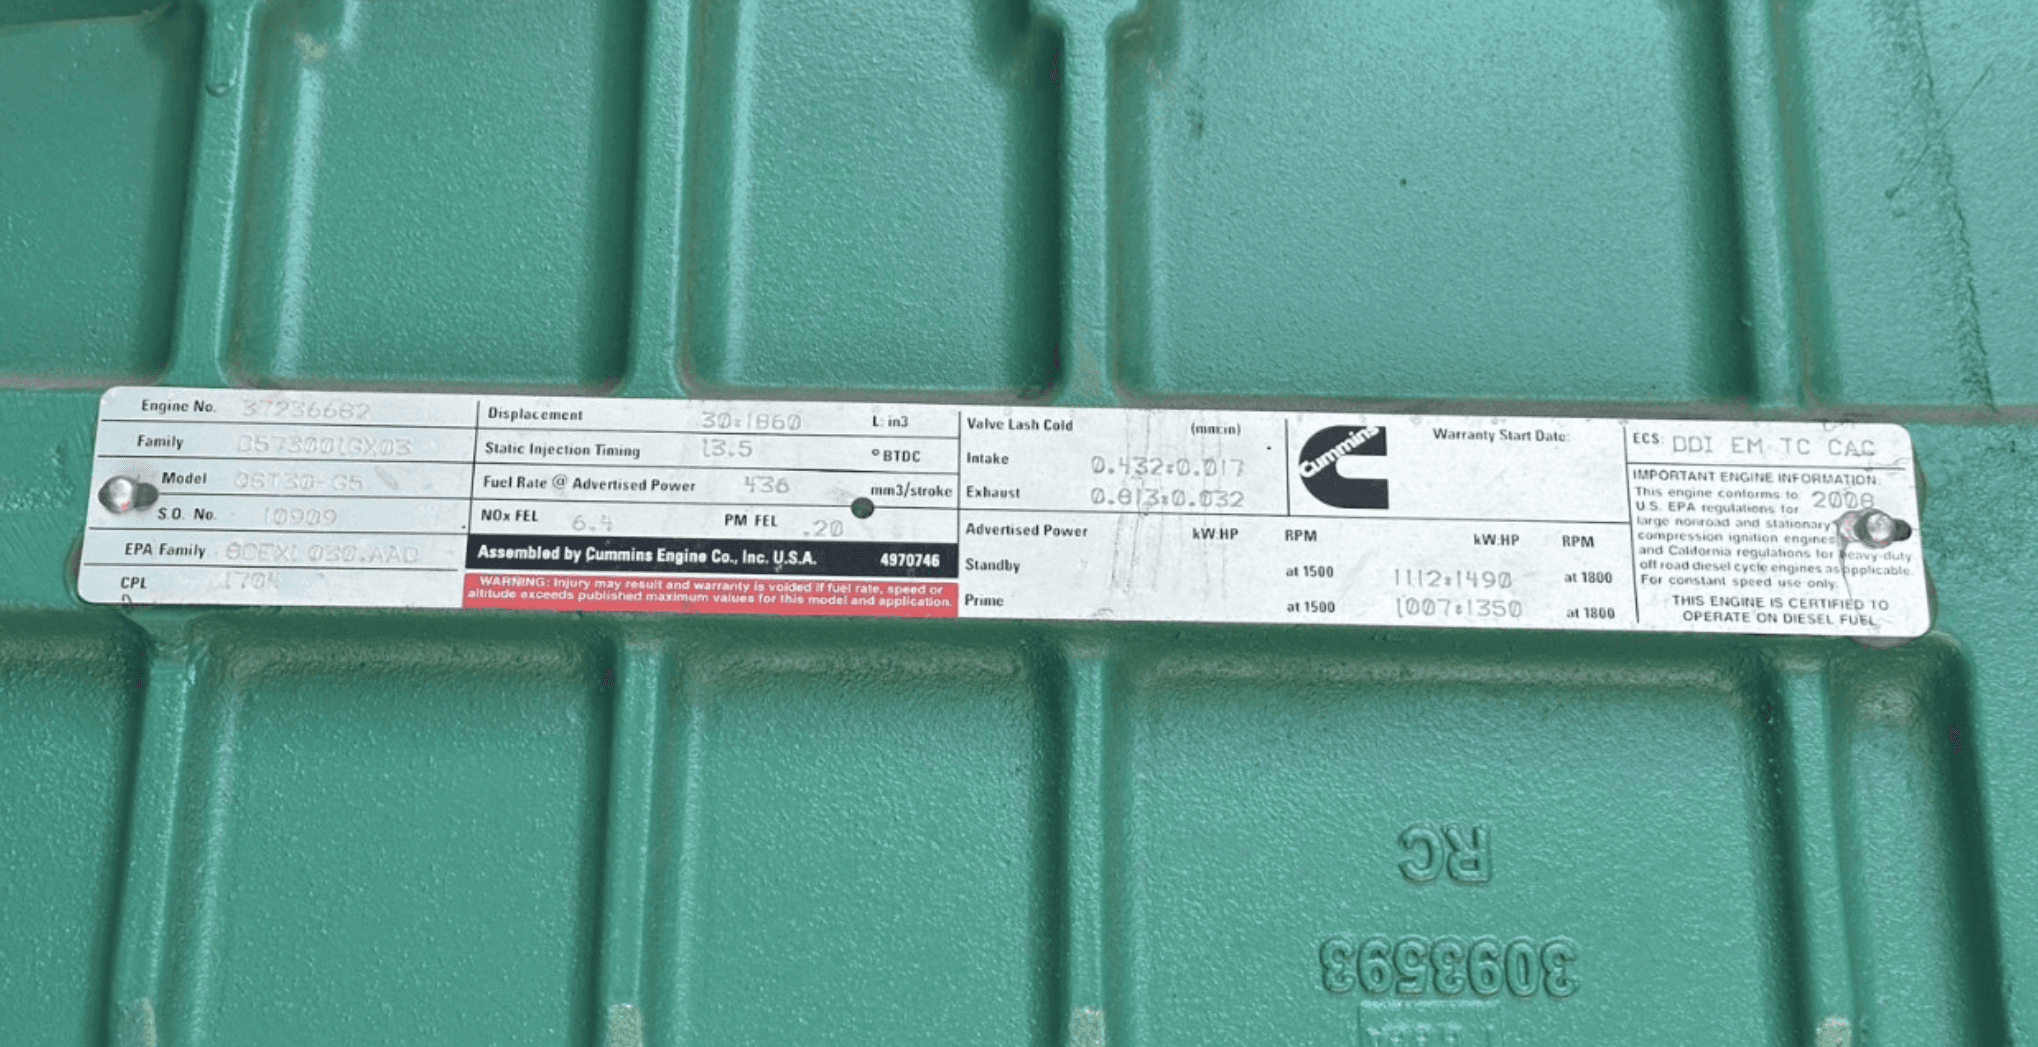 Engine No. 37236682
Family
Model QST30-G5
S.O. No. 10909
EPA Family 8CEXL030.AAD
CPL 1704
Displacement 30:1860 L: in3
Static Injection Timing 13.5 °BTDC
Fuel Rate @ Advertised Power 436 mm3/stroke
NOx FEL 6.4 PM FEL .20
Assembled by Cummins Engine Co., Inc. U.S.A. 4970746
WARNING: Injury may result and warranty is voided if fuel rate, speed or
altitude exceeds published maximum values for this model and application.
Valve Lash Cold (mm:in)
Intake 0.432:0.017
Exhaust 0.813:0.032
Cummins
Warranty Start Date:
Advertised Power kW:HP RPM kW:HP RPM
Standby at 1500 1112:1490 at 1800
Prime at 1500 1007:1350 at 1800
ECS: DDI EM TC CAC
IMPORTANT ENGINE INFORMATION:
This engine conforms to 2008
U.S. EPA regulations for
large nonroad and stationary
compression ignition engines
and California regulations for heavy-duty
off road diesel cycle engines as applicable.
For constant speed use only.
THIS ENGINE IS CERTIFIED TO
OPERATE ON DIESEL FUEL
3093593
RC